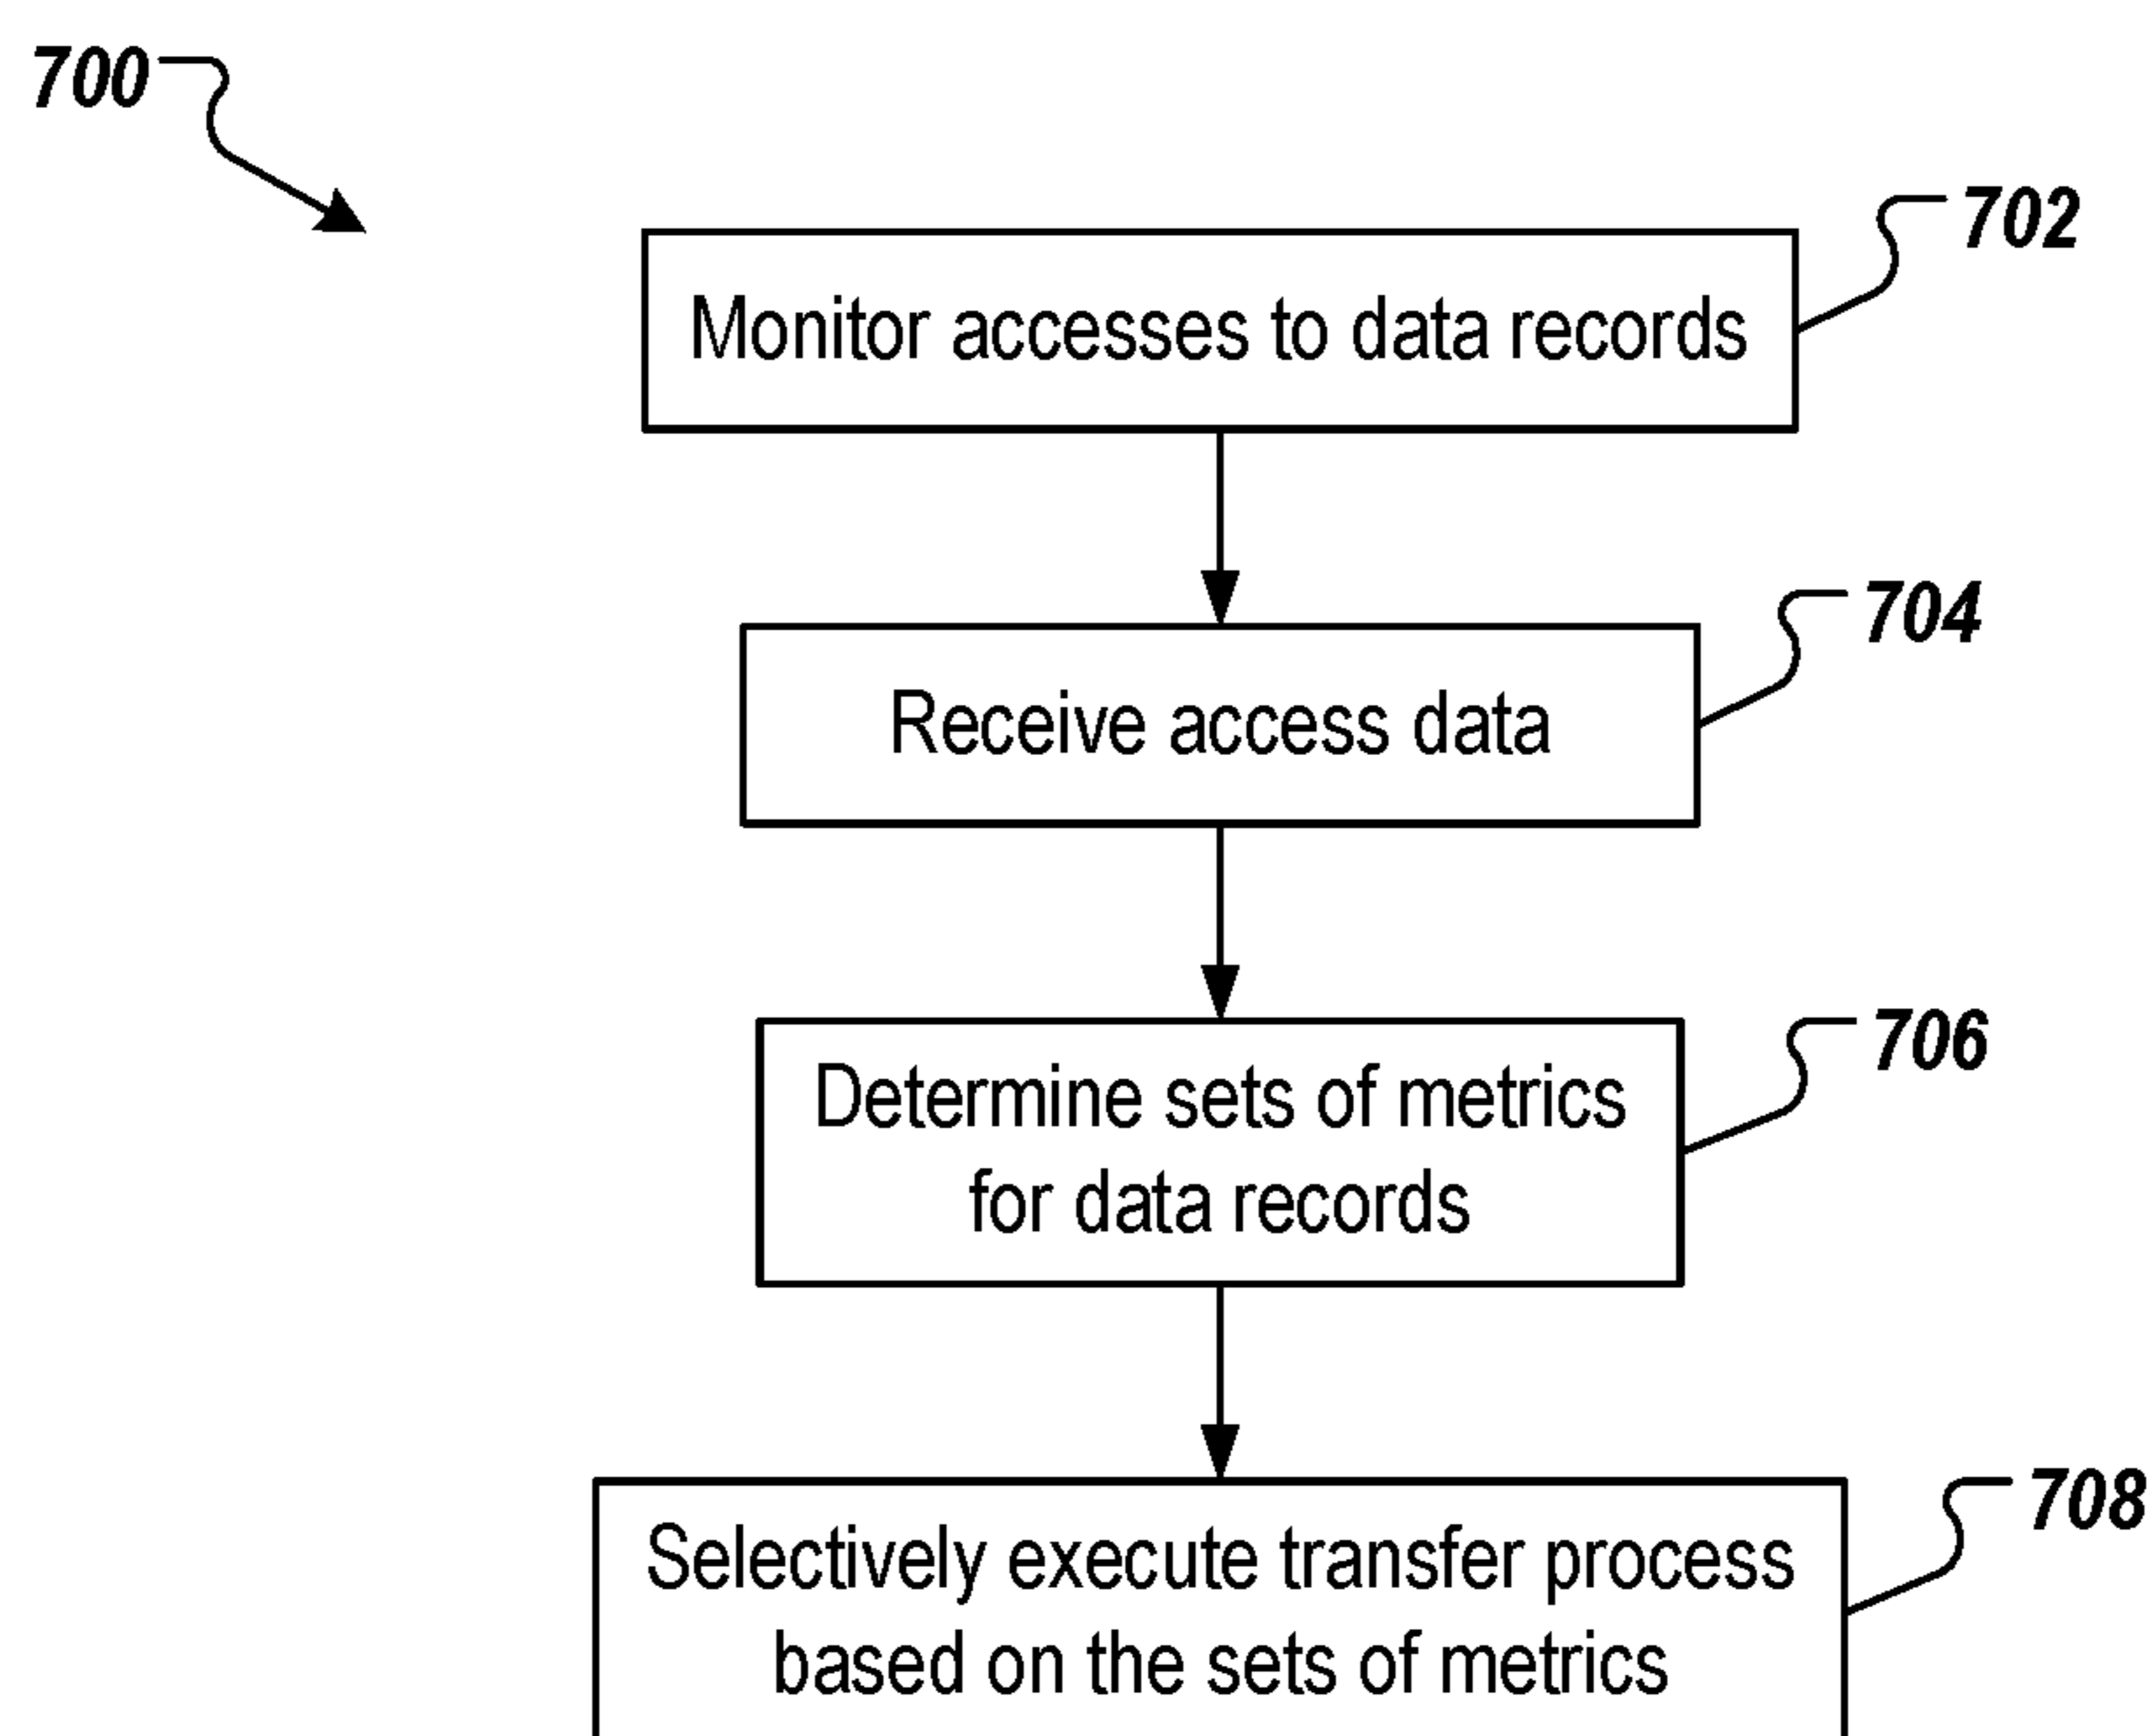 700
702
Monitor accesses to data records
704
Receive access data
706
Determine sets of metrics
for data records
708
Selectively execute transfer process
based on the sets of metrics